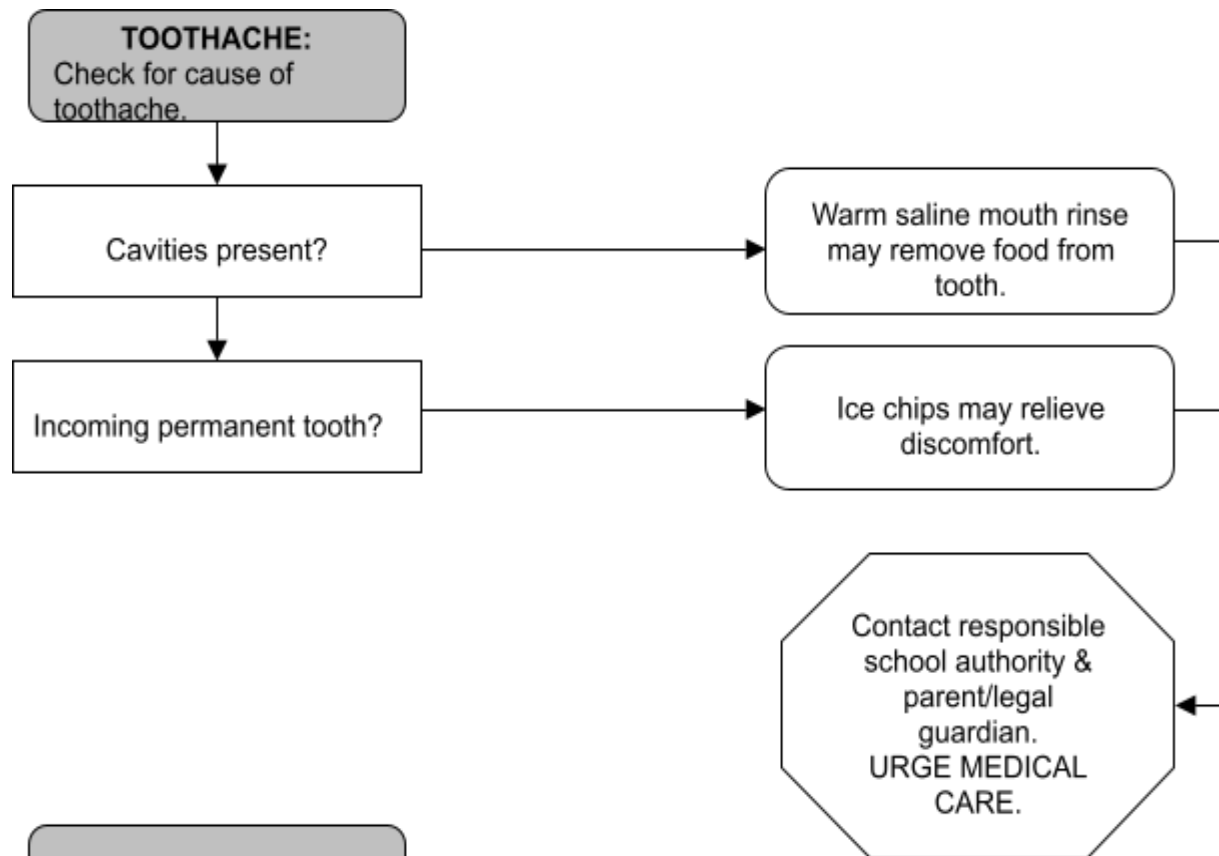 TOOTHACHE:
Check for cause of
toothache.
Cavities present?
Warm saline mouth rinse
may remove food from
tooth.
Incoming permanent tooth?
Ice chips may relieve
discomfort.
Contact responsible
school authority &
parent/legal
guardian.
URGE MEDICAL
CARE.